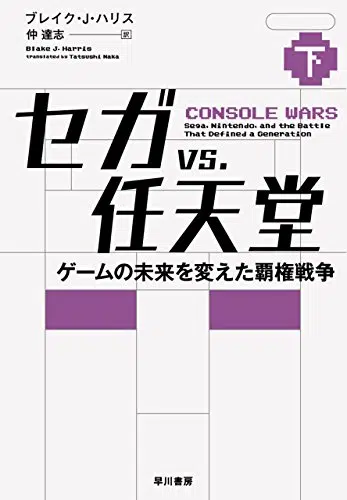 ブレイク・J・ハリス
Blake J. Harris
仲 達志 訳
translated by Tatsushi Naka
下
CONSOLE WARS
Sega, Nintendo, and the Battle
That Defined a Generation
セガ
vs.
任天堂
ゲームの未来を変えた覇権戦争
早川書房